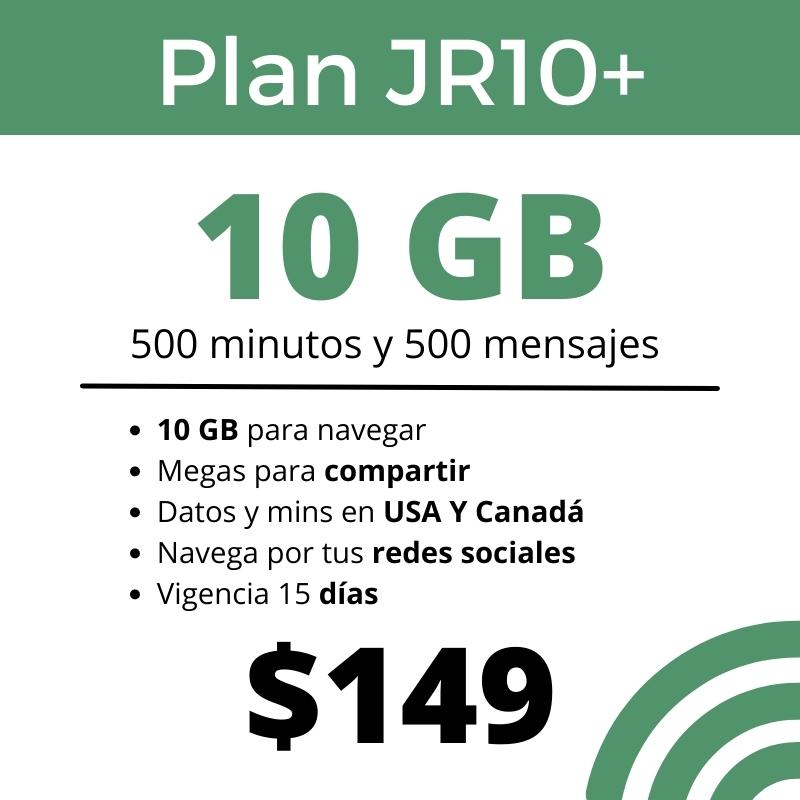 Plan JR10+
10 GB
500 minutos y 500 mensajes
• 10 GB para navegar
• Megas para compartir
• Datos y mins en USA Y Canadá
• Navega por tus redes sociales
• Vigencia 15 días
$149